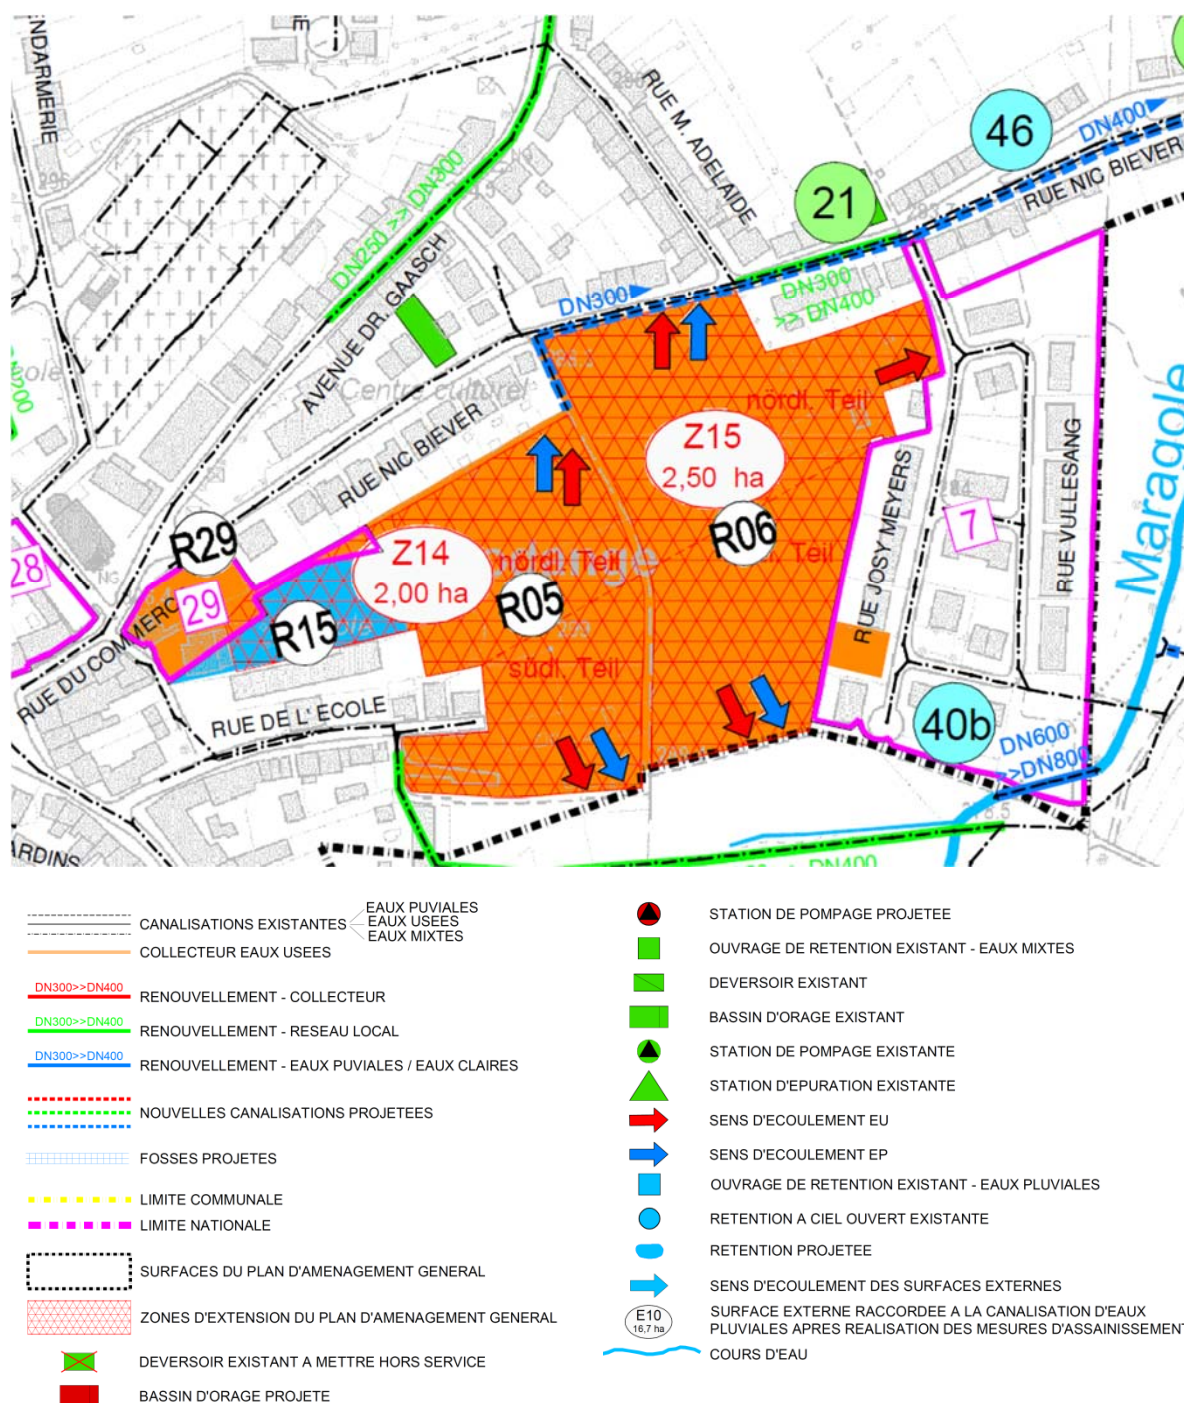 NDARMERIE
IE
RUE M. ADELAIDE
46
DN400
RUE NIC BIEVER
21
DN250 >> DN300
AVENUE DR. GAASCH
DN300
DN300
>> DN400
Centre culturel
RUE NIC BIEVER
nördl. Teil
Z15
2,50 ha
R06
Teil
RUE JOSY MEYERS
7
RUE VULLESANG
Maragole
R29
28
29
RUE DU COMMERC
R15
Z14
2,00 ha
nördl. Teil
R05
südl. Teil
RUE DE L' ECOLE
40b
DN600
>>DN800
ARDINS
DN400
CANALISATIONS EXISTANTES
EAUX PUVIALES
EAUX USEES
EAUX MIXTES
COLLECTEUR EAUX USEES
DN300>>DN400
RENOUVELLEMENT - COLLECTEUR
DN300>>DN400
RENOUVELLEMENT - RESEAU LOCAL
DN300>>DN400
RENOUVELLEMENT - EAUX PUVIALES / EAUX CLAIRES
NOUVELLES CANALISATIONS PROJETEES
FOSSES PROJETES
LIMITE COMMUNALE
LIMITE NATIONALE
SURFACES DU PLAN D'AMENAGEMENT GENERAL
ZONES D'EXTENSION DU PLAN D'AMENAGEMENT GENERAL
DEVERSOIR EXISTANT A METTRE HORS SERVICE
BASSIN D'ORAGE PROJETE
STATION DE POMPAGE PROJETEE
OUVRAGE DE RETENTION EXISTANT - EAUX MIXTES
DEVERSOIR EXISTANT
BASSIN D'ORAGE EXISTANT
STATION DE POMPAGE EXISTANTE
STATION D'EPURATION EXISTANTE
SENS D'ECOULEMENT EU
SENS D'ECOULEMENT EP
OUVRAGE DE RETENTION EXISTANT - EAUX PLUVIALES
RETENTION A CIEL OUVERT EXISTANTE
RETENTION PROJETEE
SENS D'ECOULEMENT DES SURFACES EXTERNES
E10
16,7 ha
SURFACE EXTERNE RACCORDEE A LA CANALISATION D'EAUX
PLUVIALES APRES REALISATION DES MESURES D'ASSAINISSEMENT
COURS D'EAU